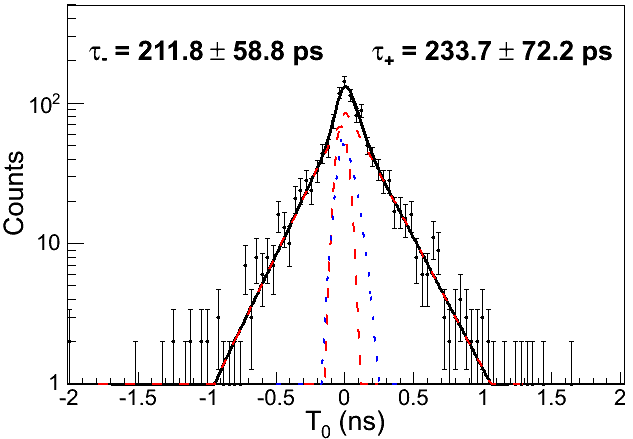 τ- = 211.8 ± 58.8 ps τ+ = 233.7 ± 72.2 ps
10²
Counts
10
1
-2 -1.5 -1 -0.5 0 0.5 1 1.5 2
T₀ (ns)